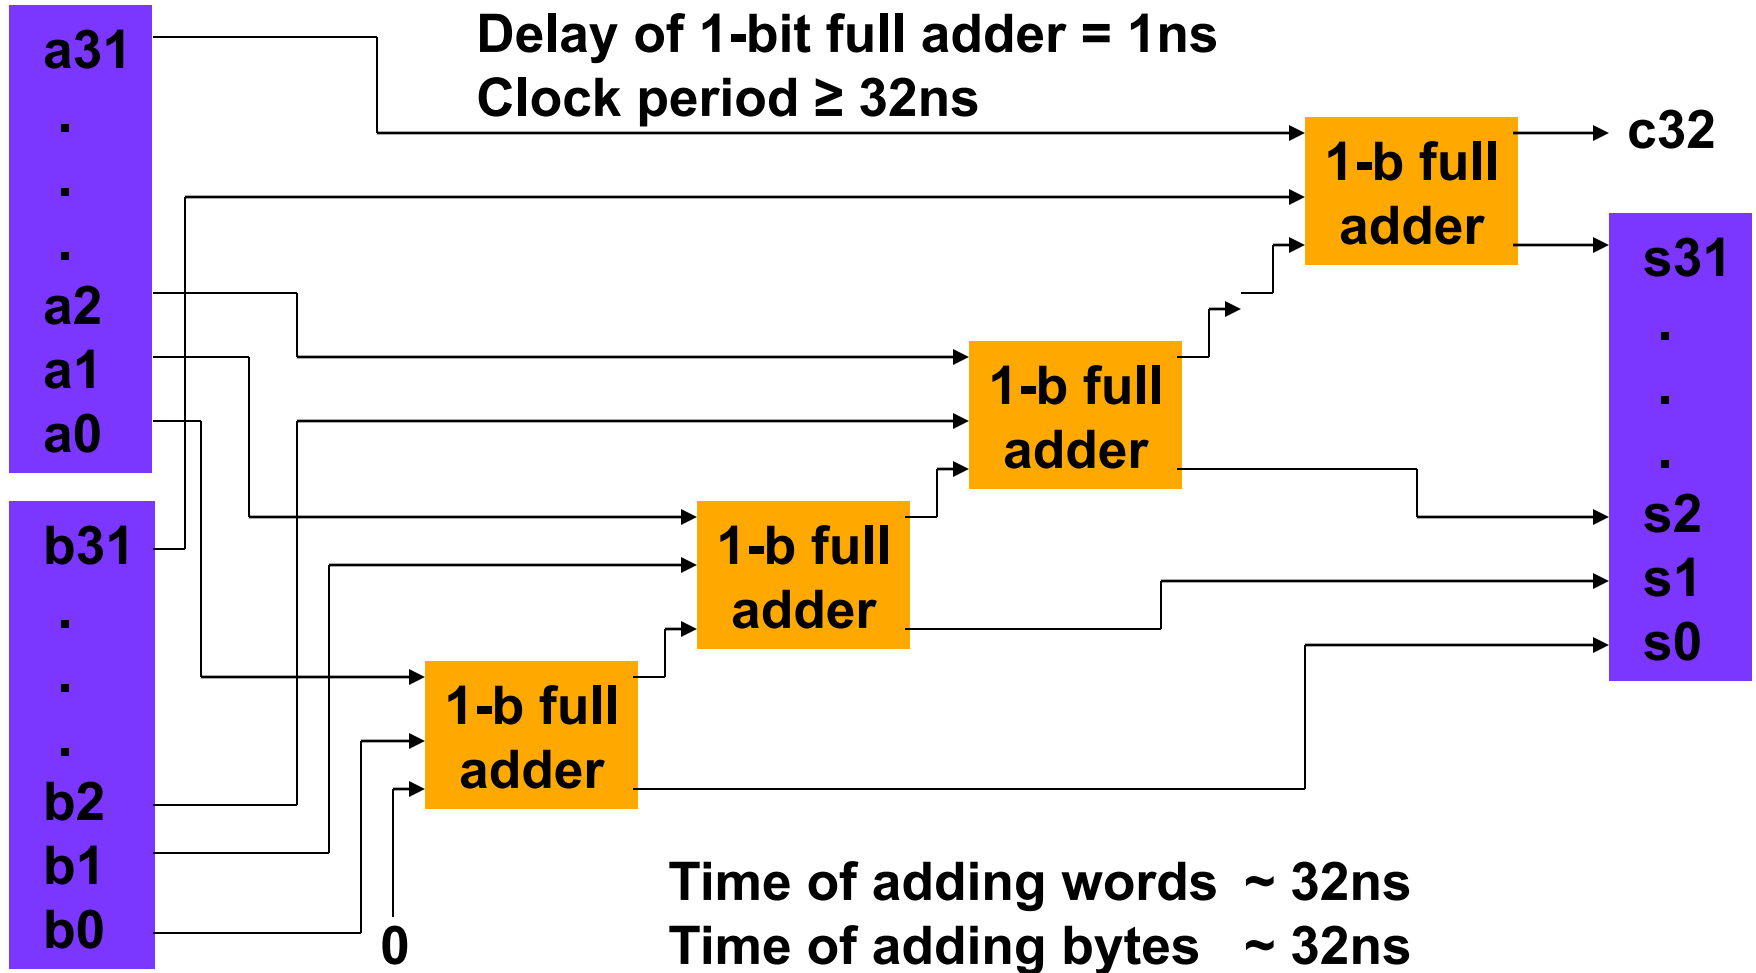 Delay of 1-bit full adder = 1ns
Clock period ≥ 32ns
a31
.
.
.
a2
a1
a0
b31
.
.
.
b2
b1
b0
0
1-b full
adder
1-b full
adder
1-b full
adder
1-b full
adder
c32
s31
.
.
.
s2
s1
s0
Time of adding words ~ 32ns
Time of adding bytes ~ 32ns